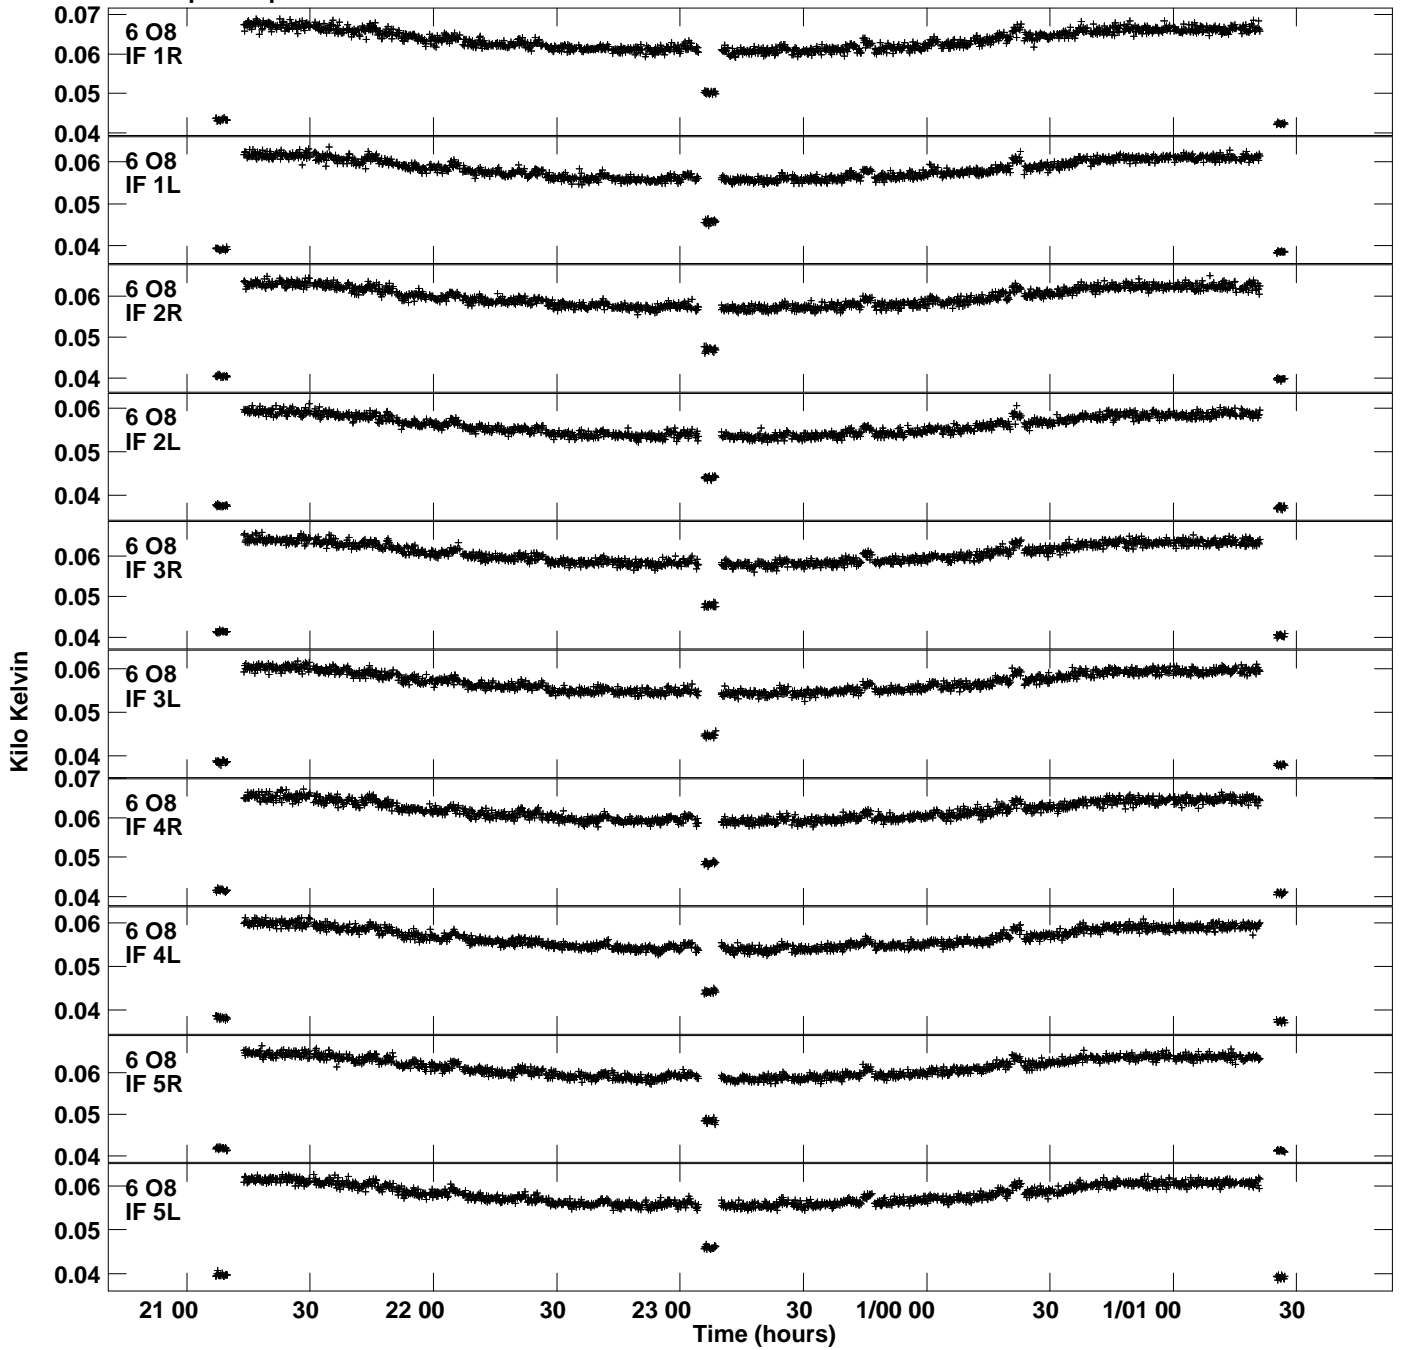 0.07
6 O8
IF 1R
0.06
0.05
0.04
6 O8
IF 1L
0.06
0.05
0.04
6 O8
IF 2R
0.06
0.05
0.04
6 O8
IF 2L
0.06
0.05
0.04
6 O8
IF 3R
0.06
0.05
0.04
6 O8
IF 3L
0.06
0.05
0.04
0.07
6 O8
IF 4R
0.06
0.05
0.04
6 O8
IF 4L
0.06
0.05
0.04
6 O8
IF 5R
0.06
0.05
0.04
6 O8
IF 5L
0.06
0.05
0.04
Kilo Kelvin
21 00 30 22 00 30 23 00 30 1/00 00 30 1/01 00 30
Time (hours)